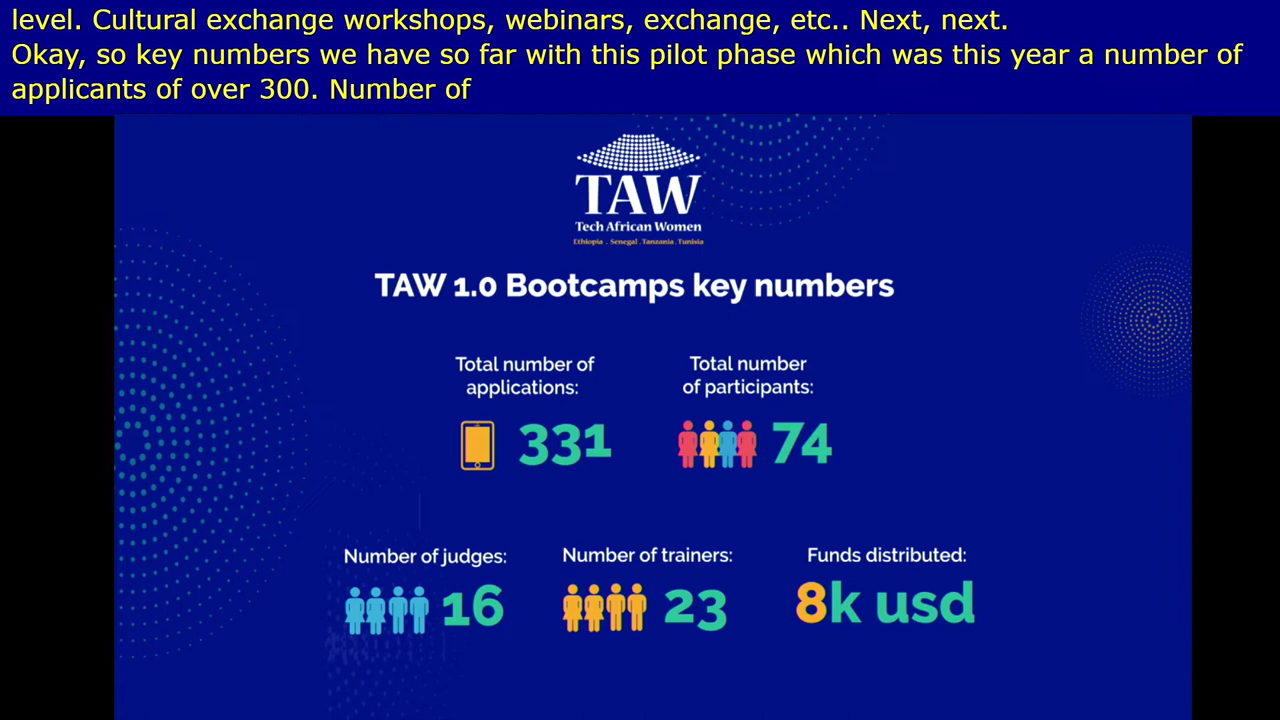 level. Cultural exchange workshops, webinars, exchange, etc.. Next, next.
Okay, so key numbers we have so far with this pilot phase which was this year a number of
applicants of over 300. Number of
TAW
Tech African Women
Ethiopia . Senegal . Tanzania . Tunisia
TAW 1.0 Bootcamps key numbers
Total number of
applications:
331
Total number
of participants:
74
Number of judges:
16
Number of trainers:
23
Funds distributed:
8k usd